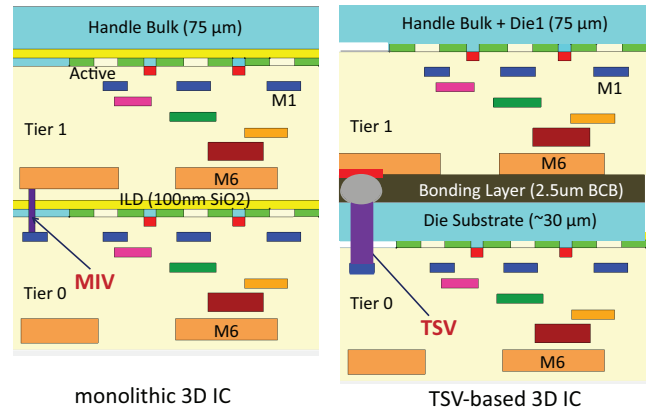 Handle Bulk (75 µm)
Active
M1
Tier 1
M6
ILD (100nm SiO2)
MIV
Tier 0
M6
monolithic 3D IC
Handle Bulk + Die1 (75 µm)
M1
Tier 1
M6
Bonding Layer (2.5um BCB)
Die Substrate (~30 µm)
Tier 0
TSV
M6
TSV-based 3D IC